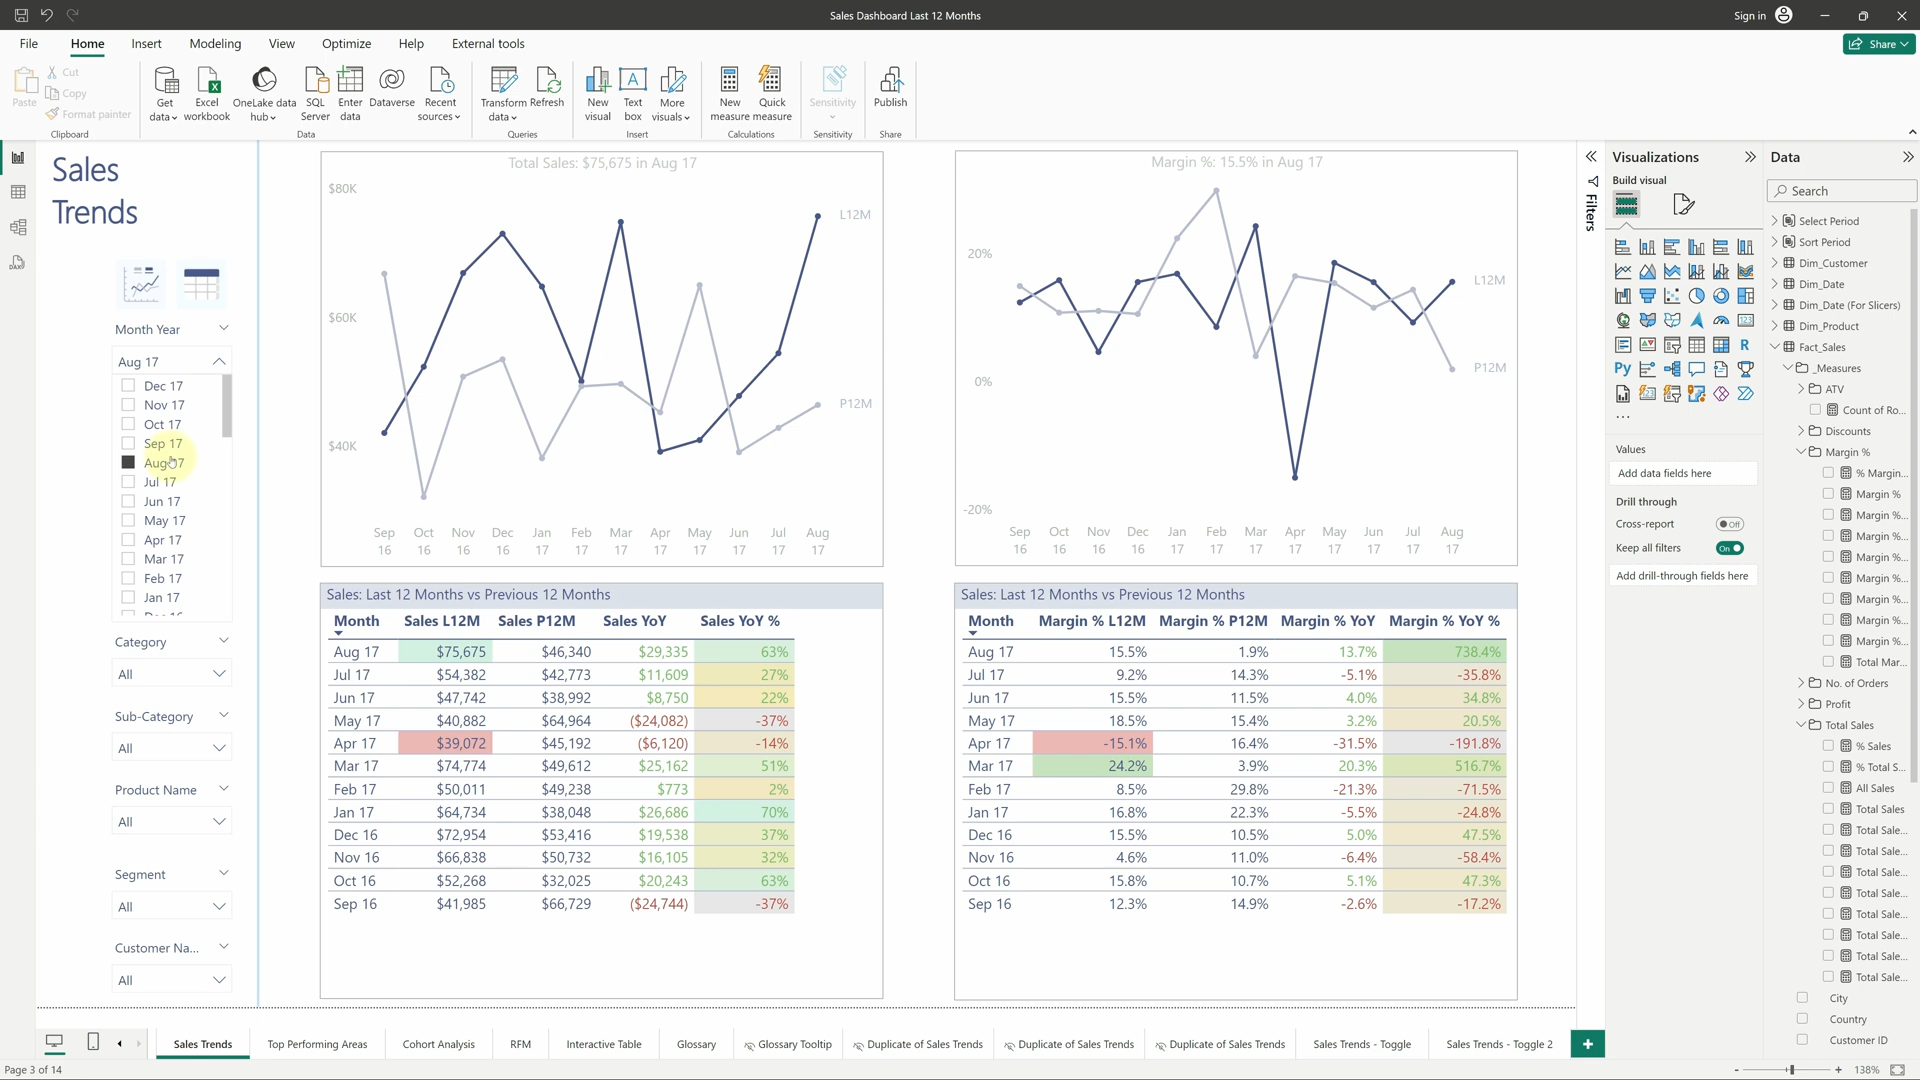 Sales Dashboard Last 12 Months
Sign in
File Home Insert Modeling View Optimize Help External tools
Share
Paste
Cut
Copy
Format painter
Clipboard
Get data
Excel workbook
OneLake data hub
SQL Server
Enter data
Dataverse
Recent sources
Data
Transform data
Refresh
Queries
New visual
Text box
More visuals
Insert
New measure
Quick measure
Calculations
Sensitivity
Sensitivity
Publish
Share
Sales
Trends
Month Year
Aug 17
Dec 17
Nov 17
Oct 17
Sep 17
Aug 17
Jul 17
Jun 17
May 17
Apr 17
Mar 17
Feb 17
Jan 17
Category
All
Sub-Category
All
Product Name
All
Segment
All
Customer Na...
All
Total Sales: $75,675 in Aug 17
$80K
$60K
$40K
L12M
P12M
Sep 16 Oct 16 Nov 16 Dec 16 Jan 17 Feb 17 Mar 17 Apr 17 May 17 Jun 17 Jul 17 Aug 17
Margin %: 15.5% in Aug 17
20%
0%
-20%
L12M
P12M
Sep 16 Oct 16 Nov 16 Dec 16 Jan 17 Feb 17 Mar 17 Apr 17 May 17 Jun 17 Jul 17 Aug 17
Sales: Last 12 Months vs Previous 12 Months
Month Sales L12M Sales P12M Sales YoY Sales YoY %
Aug 17 $75,675 $46,340 $29,335 63%
Jul 17 $54,382 $42,773 $11,609 27%
Jun 17 $47,742 $38,992 $8,750 22%
May 17 $40,882 $64,964 ($24,082) -37%
Apr 17 $39,072 $45,192 ($6,120) -14%
Mar 17 $74,774 $49,612 $25,162 51%
Feb 17 $50,011 $49,238 $773 2%
Jan 17 $64,734 $38,048 $26,686 70%
Dec 16 $72,954 $53,416 $19,538 37%
Nov 16 $66,838 $50,732 $16,105 32%
Oct 16 $52,268 $32,025 $20,243 63%
Sep 16 $41,985 $66,729 ($24,744) -37%
Sales: Last 12 Months vs Previous 12 Months
Month Margin % L12M Margin % P12M Margin % YoY Margin % YoY %
Aug 17 15.5% 1.9% 13.7% 738.4%
Jul 17 9.2% 14.3% -5.1% -35.8%
Jun 17 15.5% 11.5% 4.0% 34.8%
May 17 18.5% 15.4% 3.2% 20.5%
Apr 17 -15.1% 16.4% -31.5% -191.8%
Mar 17 24.2% 3.9% 20.3% 516.7%
Feb 17 8.5% 29.8% -21.3% -71.5%
Jan 17 16.8% 22.3% -5.5% -24.8%
Dec 16 15.5% 10.5% 5.0% 47.5%
Nov 16 4.6% 11.0% -6.4% -58.4%
Oct 16 15.8% 10.7% 5.1% 47.3%
Sep 16 12.3% 14.9% -2.6% -17.2%
Filters
Visualizations
Build visual
R
Py
123
...
Values
Add data fields here
Drill through
Cross-report Off
Keep all filters On
Add drill-through fields here
Data
Search
Select Period
Sort Period
Dim_Customer
Dim_Date
Dim_Date (For Slicers)
Dim_Product
Fact_Sales
_Measures
ATV
Count of Ro...
Discounts
Margin %
% Margin...
Margin %
Margin %...
Margin %...
Margin %...
Margin %...
Margin %...
Margin %...
Margin %...
Total Mar...
No. of Orders
Profit
Total Sales
% Sales
% Total S...
All Sales
Total Sales
Total Sale...
Total Sale...
Total Sale...
Total Sale...
Total Sale...
Total Sale...
Total Sale...
Total Sale...
City
Country
Customer ID
Sales Trends
Top Performing Areas
Cohort Analysis
RFM
Interactive Table
Glossary
Glossary Tooltip
Duplicate of Sales Trends
Duplicate of Sales Trends
Duplicate of Sales Trends
Sales Trends - Toggle
Sales Trends - Toggle 2
+
Page 3 of 14
- + 138%